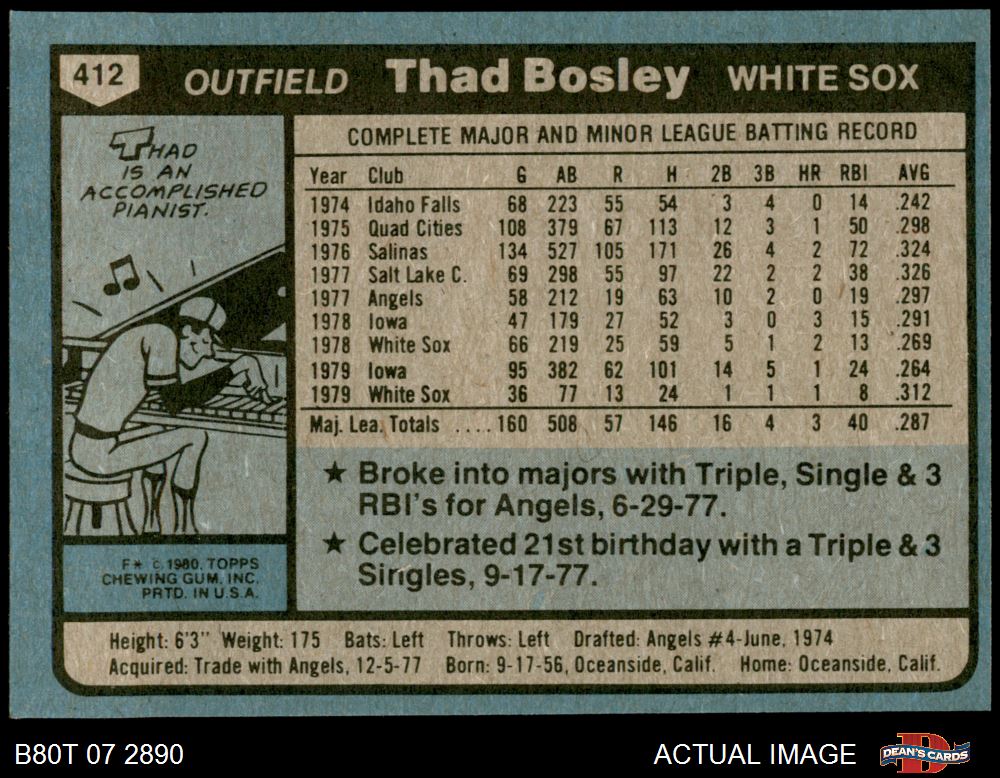 412 OUTFIELD Thad Bosley WHITE SOX
THAD
IS AN
ACCOMPLISHED
PIANIST.
COMPLETE MAJOR AND MINOR LEAGUE BATTING RECORD
Year Club G AB R H 2B 3B HR RBI AVG
1974 Idaho Falls 68 223 55 54 3 4 0 14 .242
1975 Quad Cities 108 379 67 113 12 3 1 50 .298
1976 Salinas 134 527 105 171 26 4 2 72 .324
1977 Salt Lake C. 69 298 55 97 22 2 2 38 .326
1977 Angels 58 212 19 63 10 2 0 19 .297
1978 Iowa 47 179 27 52 3 0 3 15 .291
1978 White Sox 66 219 25 59 5 1 2 13 .269
1979 Iowa 95 382 62 101 14 5 1 24 .264
1979 White Sox 36 77 13 24 1 1 1 8 .312
Maj. Lea. Totals .... 160 508 57 146 16 4 3 40 .287
★ Broke into majors with Triple, Single & 3
RBI's for Angels, 6-29-77.
★ Celebrated 21st birthday with a Triple & 3
Singles, 9-17-77.
F* © 1980, TOPPS
CHEWING GUM, INC.
PRTD. IN U.S.A.
Height: 6'3" Weight: 175 Bats: Left Throws: Left Drafted: Angels #4-June, 1974
Acquired: Trade with Angels, 12-5-77 Born: 9-17-56, Oceanside, Calif. Home: Oceanside, Calif.
B80T 07 2890 ACTUAL IMAGE DEAN'S CARDS